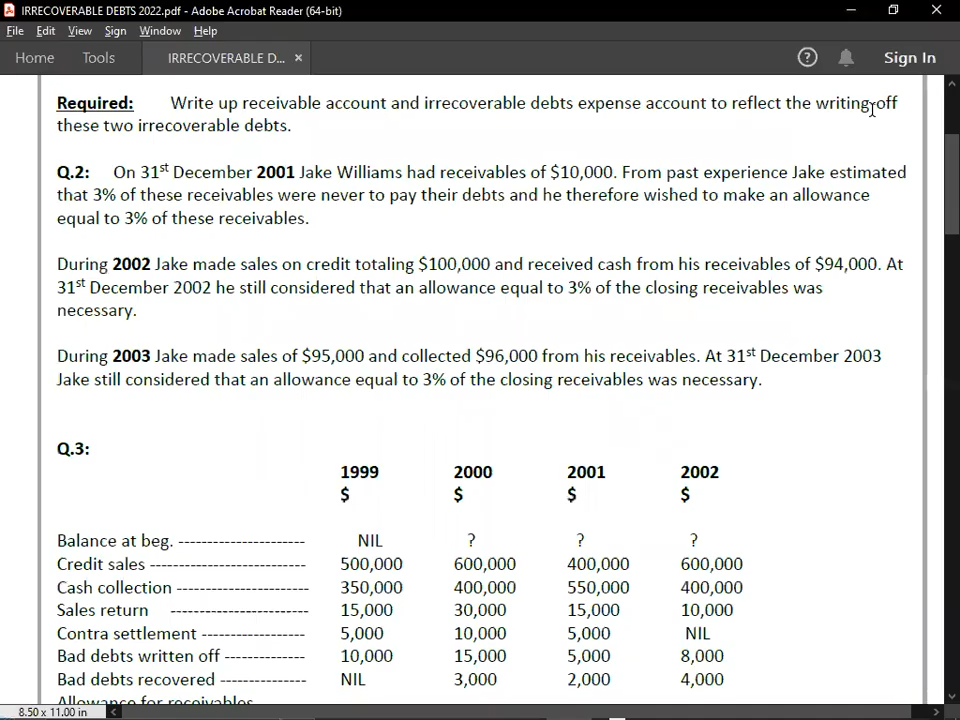 IRRECOVERABLE DEBTS 2022.pdf - Adobe Acrobat Reader (64-bit)
File Edit View Sign Window Help
Home Tools IRRECOVERABLE D... × Sign In
Required: Write up receivable account and irrecoverable debts expense account to reflect the writing-off
these two irrecoverable debts.
Q.2: On 31st December 2001 Jake Williams had receivables of $10,000. From past experience Jake estimated
that 3% of these receivables were never to pay their debts and he therefore wished to make an allowance
equal to 3% of these receivables.
During 2002 Jake made sales on credit totaling $100,000 and received cash from his receivables of $94,000. At
31st December 2002 he still considered that an allowance equal to 3% of the closing receivables was
necessary.
During 2003 Jake made sales of $95,000 and collected $96,000 from his receivables. At 31st December 2003
Jake still considered that an allowance equal to 3% of the closing receivables was necessary.
Q.3:
1999 2000 2001 2002
$ $ $ $
Balance at beg. ---------------------- NIL ? ? ?
Credit sales --------------------------- 500,000 600,000 400,000 600,000
Cash collection ----------------------- 350,000 400,000 550,000 400,000
Sales return ----------------------- 15,000 30,000 15,000 10,000
Contra settlement ------------------ 5,000 10,000 5,000 NIL
Bad debts written off -------------- 10,000 15,000 5,000 8,000
Bad debts recovered --------------- NIL 3,000 2,000 4,000
Allowance for receivables
8.50 x 11.00 in